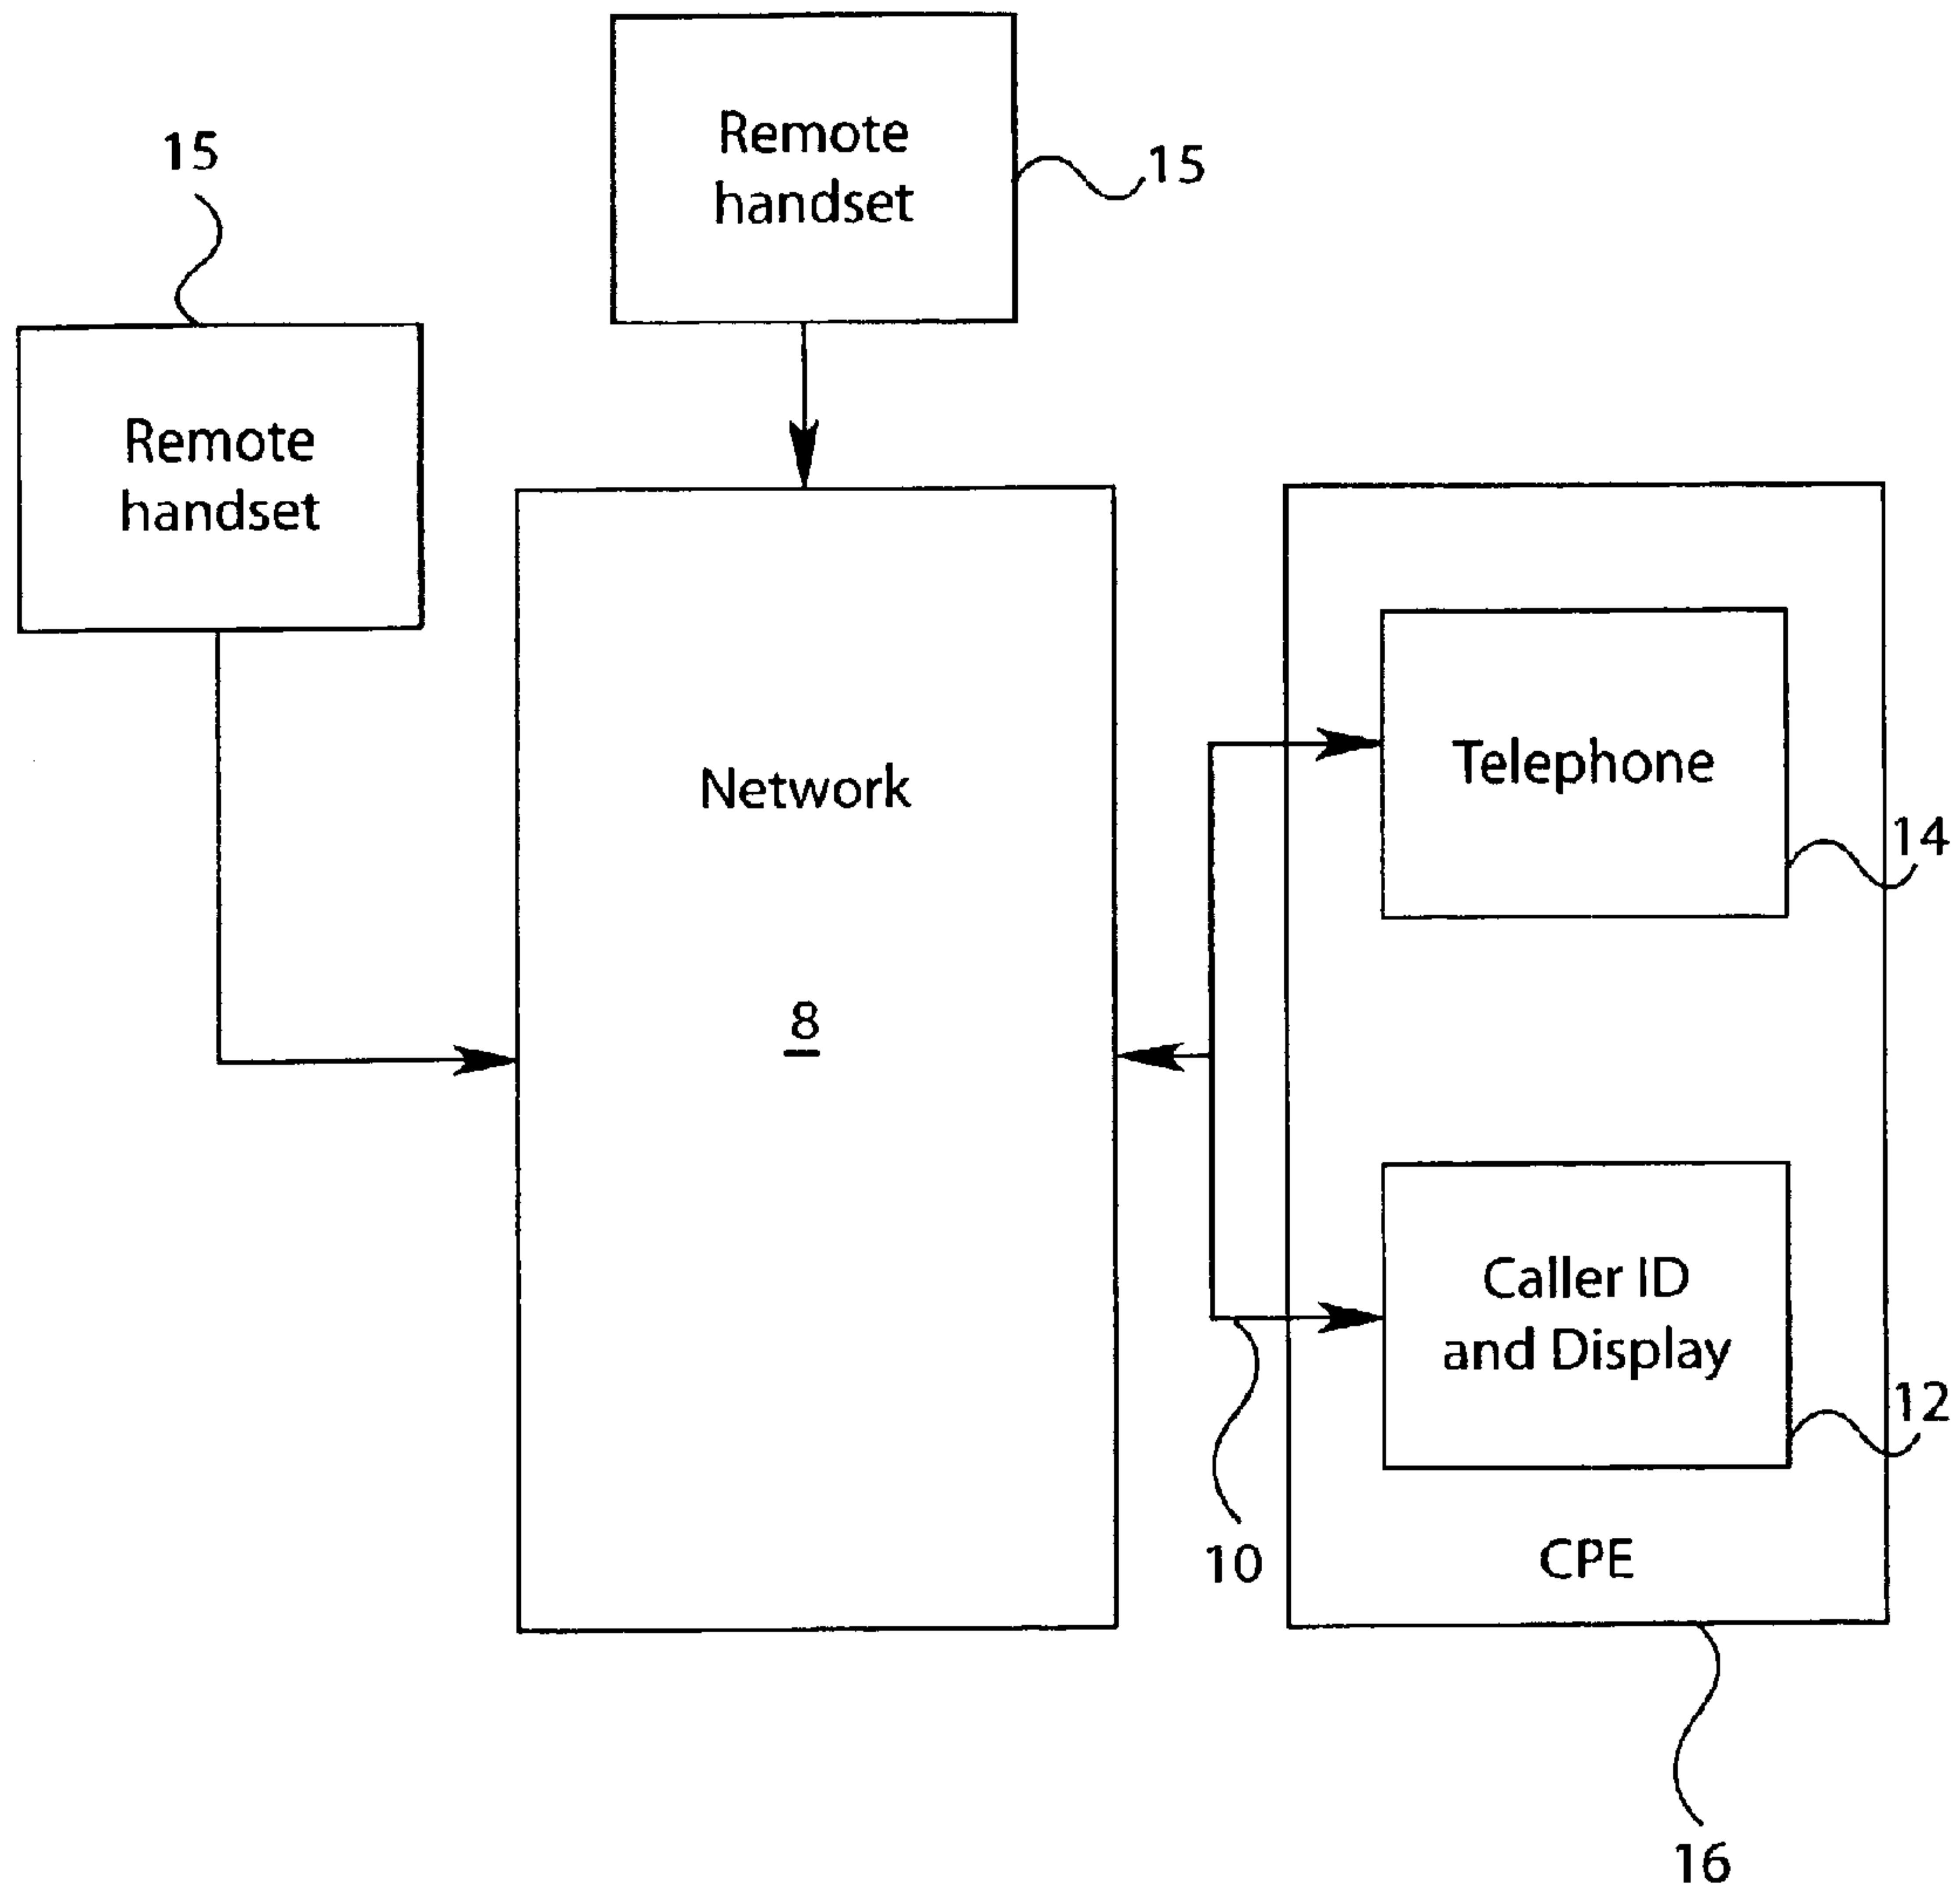 Remote
handset
15
15
Remote
handset
Network
8
Telephone
14
Caller ID
and Display
12
10
CPE
16